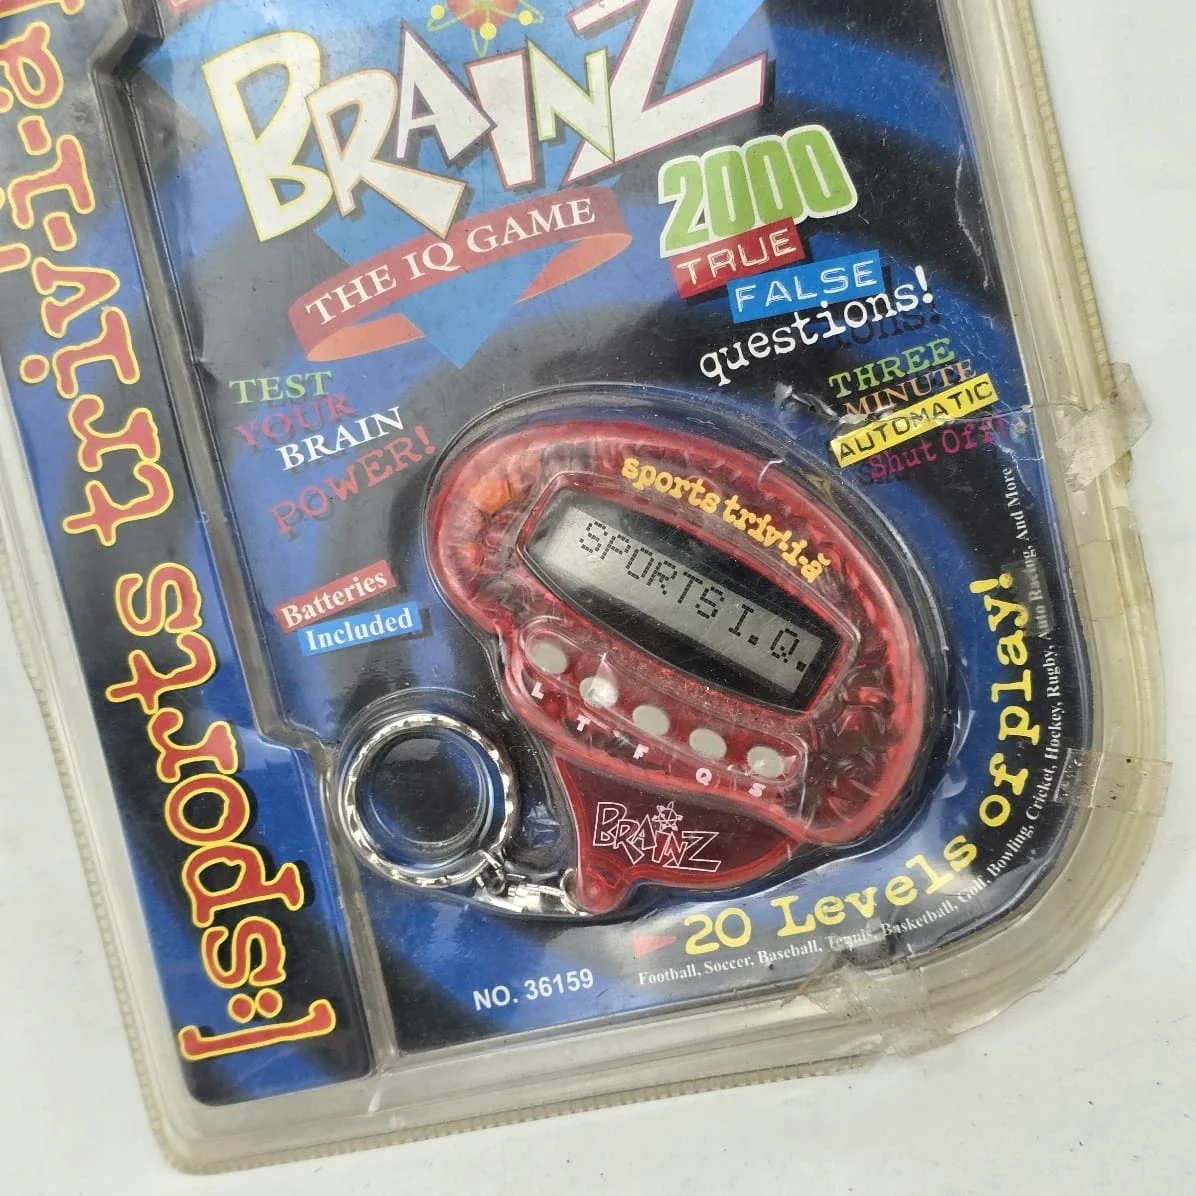 BRAINZ
THE IQ GAME
2000
TRUE
FALSE
questions!
TEST
YOUR
BRAIN
POWER!
THREE
MINUTE
AUTOMATIC
Shut Off!
Batteries
Included
sports triv·i·ă
SPORTS I.Q.
L T F Q S
BRAINZ
20 Levels of play!
Football, Soccer, Baseball, Tennis, Basketball, Golf, Bowling, Cricket, Hockey, Rugby, Auto Racing, And More
NO. 36159
[:sports triv·i·a